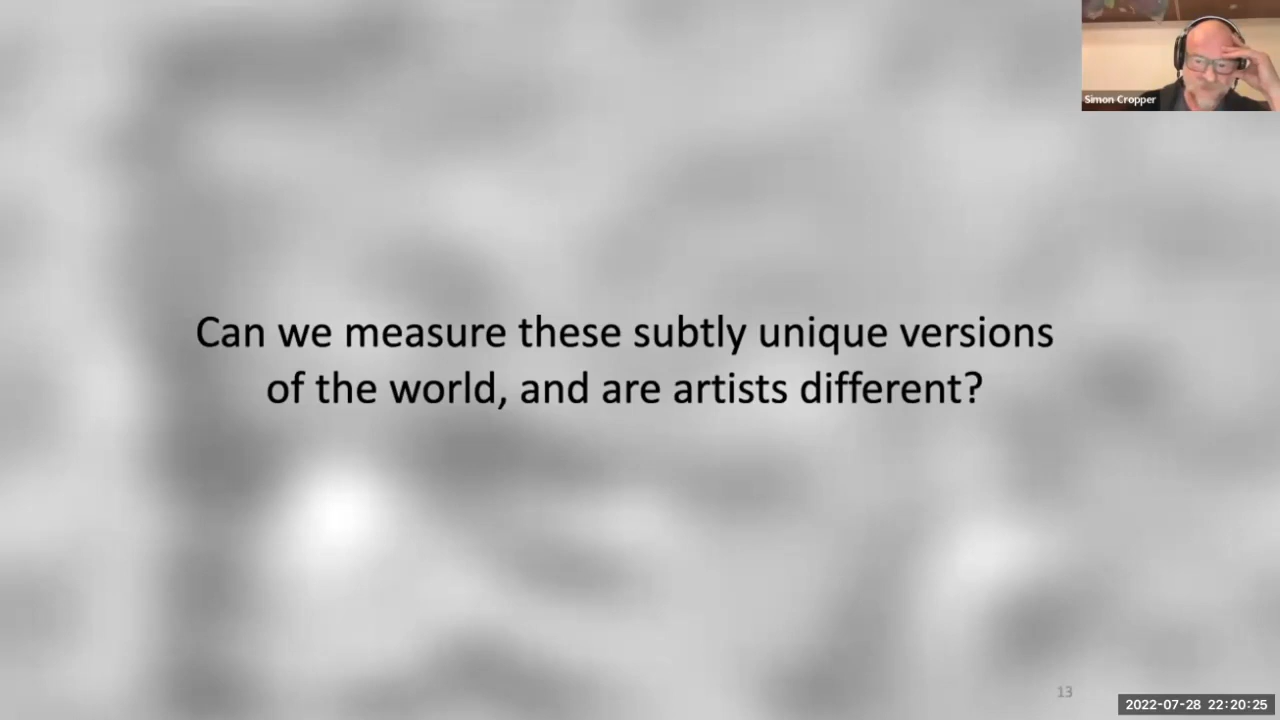 Simon Cropper
Can we measure these subtly unique versions
of the world, and are artists different?
13
2022-07-28 22:20:25